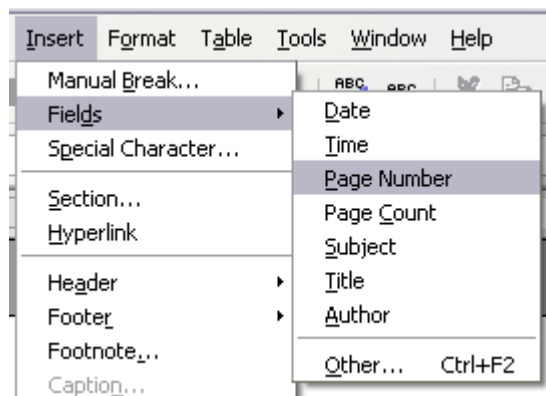 Insert Format Table Tools Window Help
Manual Break...
Fields
Special Character...
Section...
Hyperlink
Header
Footer
Footnote...
Caption...
ABC
Date
Time
Page Number
Page Count
Subject
Title
Author
Other... Ctrl+F2